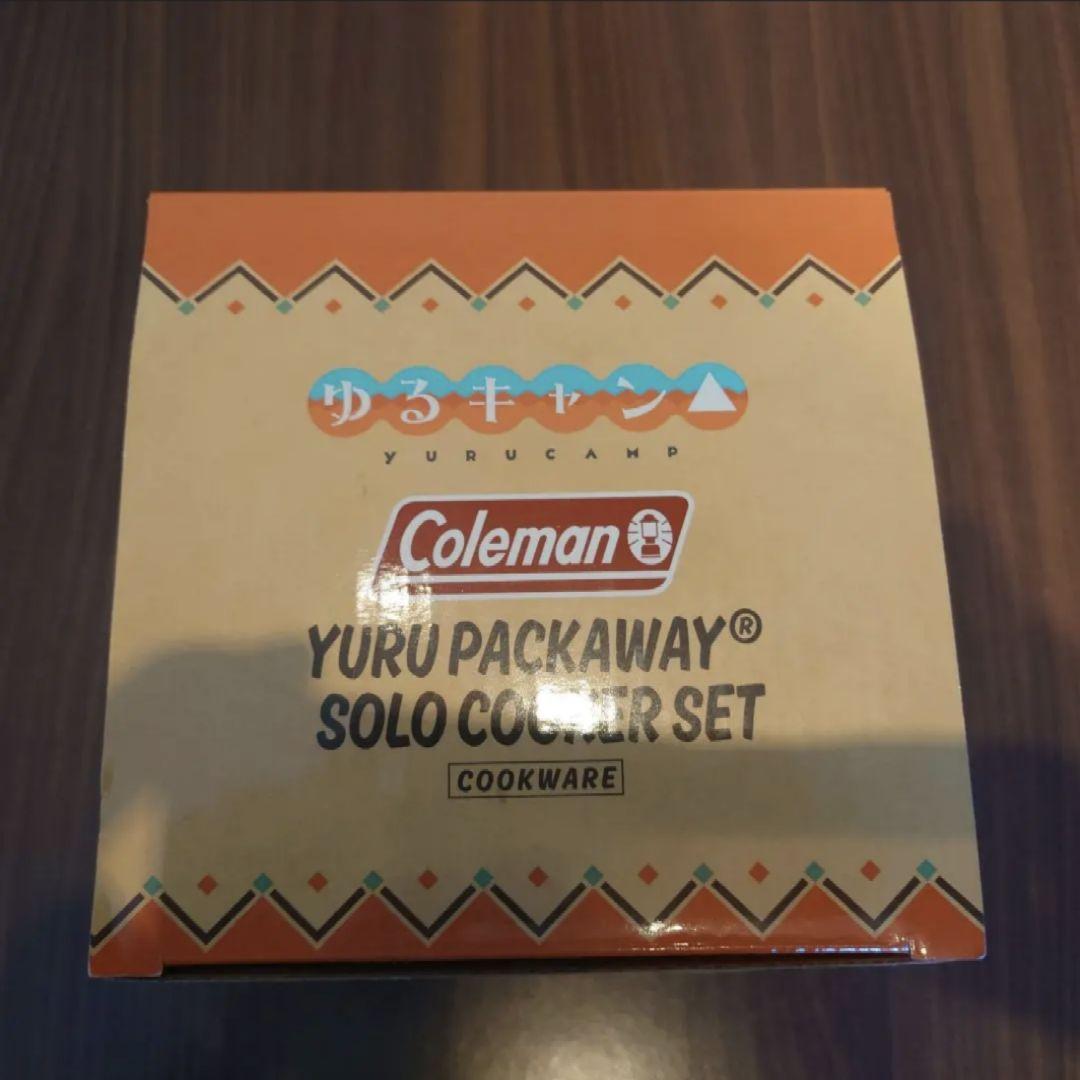 ゆるキャン△
YURUCAMP
Coleman
YURU PACKAWAY®
SOLO COOKER SET
COOKWARE